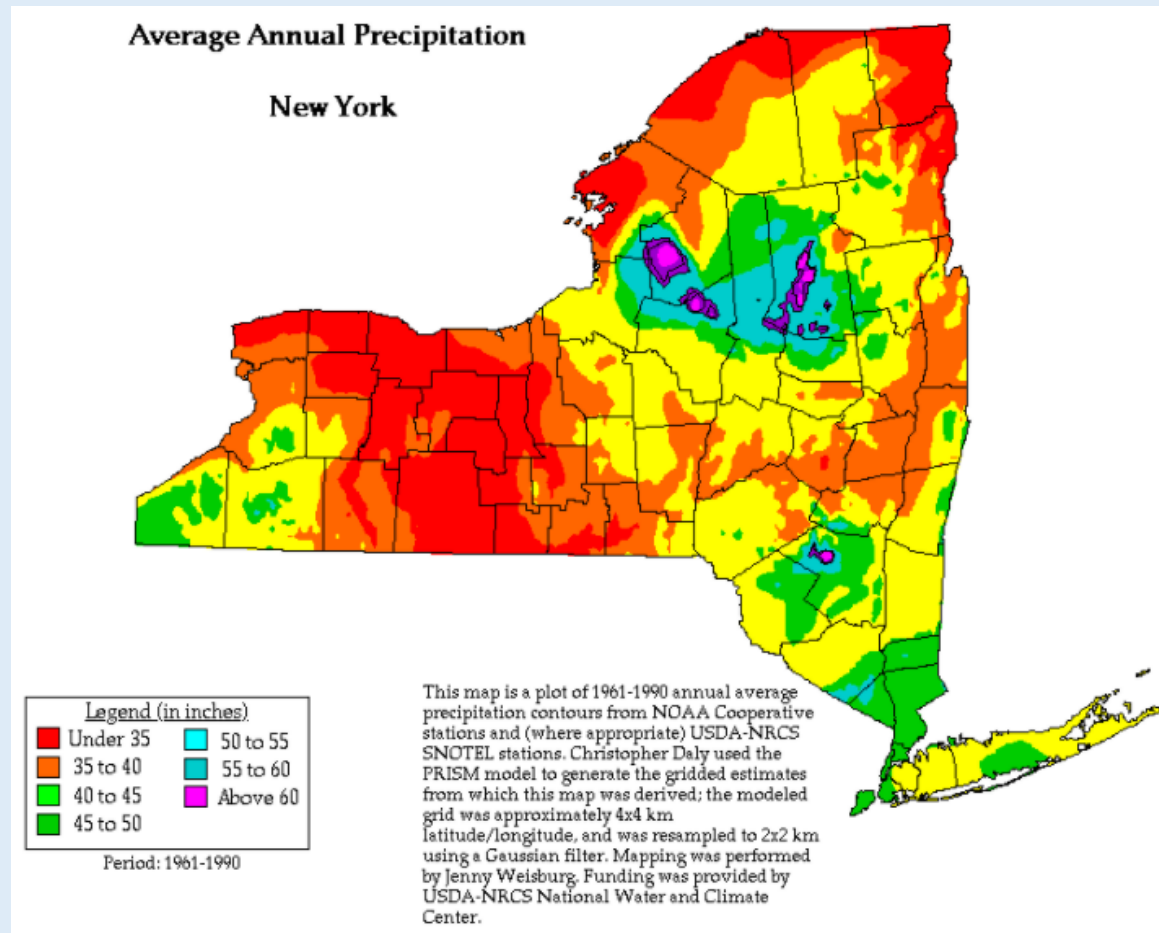 Average Annual Precipitation
New York
Legend (in inches)
Under 35
35 to 40
40 to 45
45 to 50
50 to 55
55 to 60
Above 60
Period: 1961-1990
This map is a plot of 1961-1990 annual average
precipitation contours from NOAA Cooperative
stations and (where appropriate) USDA-NRCS
SNOTEL stations. Christopher Daly used the
PRISM model to generate the gridded estimates
from which this map was derived; the modeled
grid was approximately 4x4 km
latitude/longitude, and was resampled to 2x2 km
using a Gaussian filter. Mapping was performed
by Jenny Weisburg. Funding was provided by
USDA-NRCS National Water and Climate
Center.